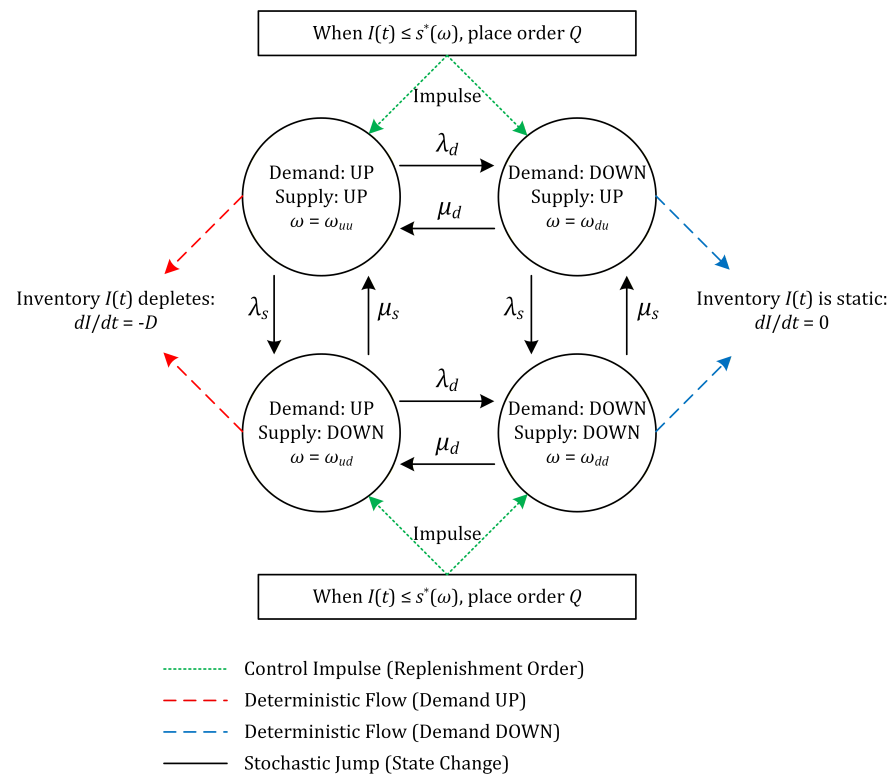 When I(t) ≤ s*(ω), place order Q
Impulse
Demand: UP
Supply: UP
ω = ωuu
λd
μd
Demand: DOWN
Supply: UP
ω = ωdu
Inventory I(t) depletes:
dI/dt = -D
λs
μs
λs
μs
Inventory I(t) is static:
dI/dt = 0
Demand: UP
Supply: DOWN
ω = ωud
λd
μd
Demand: DOWN
Supply: DOWN
ω = ωdd
Impulse
When I(t) ≤ s*(ω), place order Q
Control Impulse (Replenishment Order)
Deterministic Flow (Demand UP)
Deterministic Flow (Demand DOWN)
Stochastic Jump (State Change)